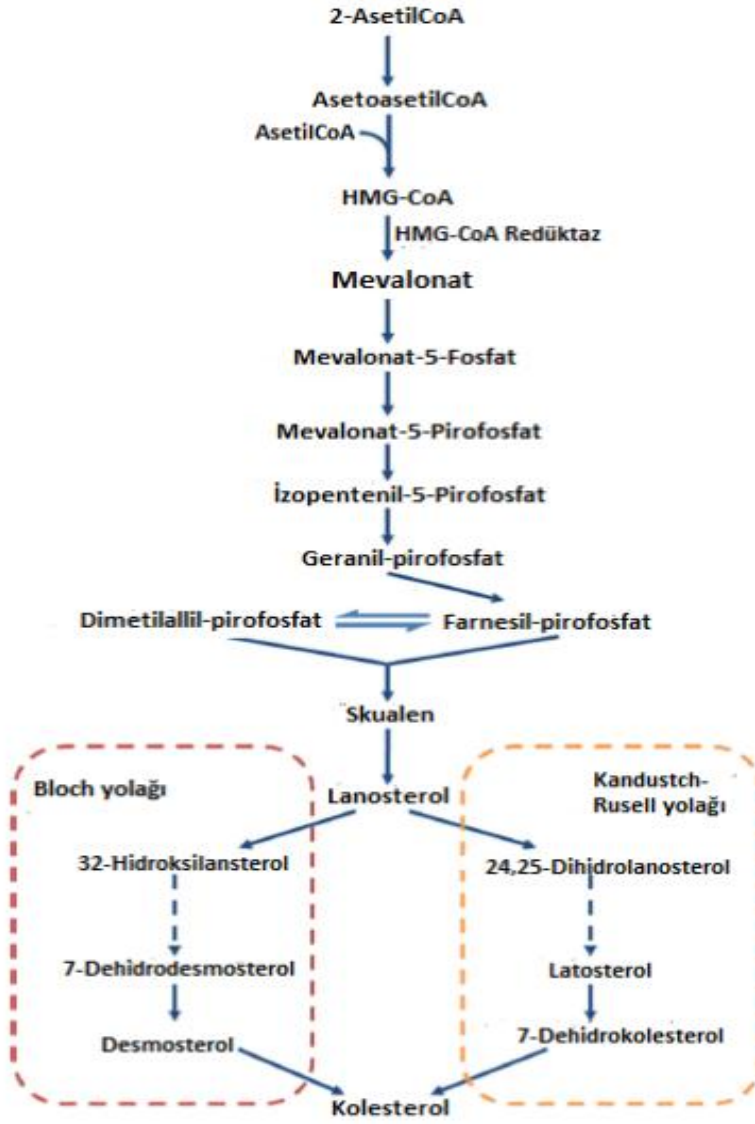 2-AsetilCoA
AsetoasetilCoA
AsetilCoA
HMG-CoA
HMG-CoA Redüktaz
Mevalonat
Mevalonat-5-Fosfat
Mevalonat-5-Pirofosfat
İzopentenil-5-Pirofosfat
Geranil-pirofosfat
Dimetilallil-pirofosfat
Farnesil-pirofosfat
Skualen
Bloch yolağı
Lanosterol
Kandustch-
Rusell yolağı
32-Hidroksilansterol
24,25-Dihidrolanosterol
7-Dehidrodesmosterol
Latosterol
Desmosterol
7-Dehidrokolesterol
Kolesterol